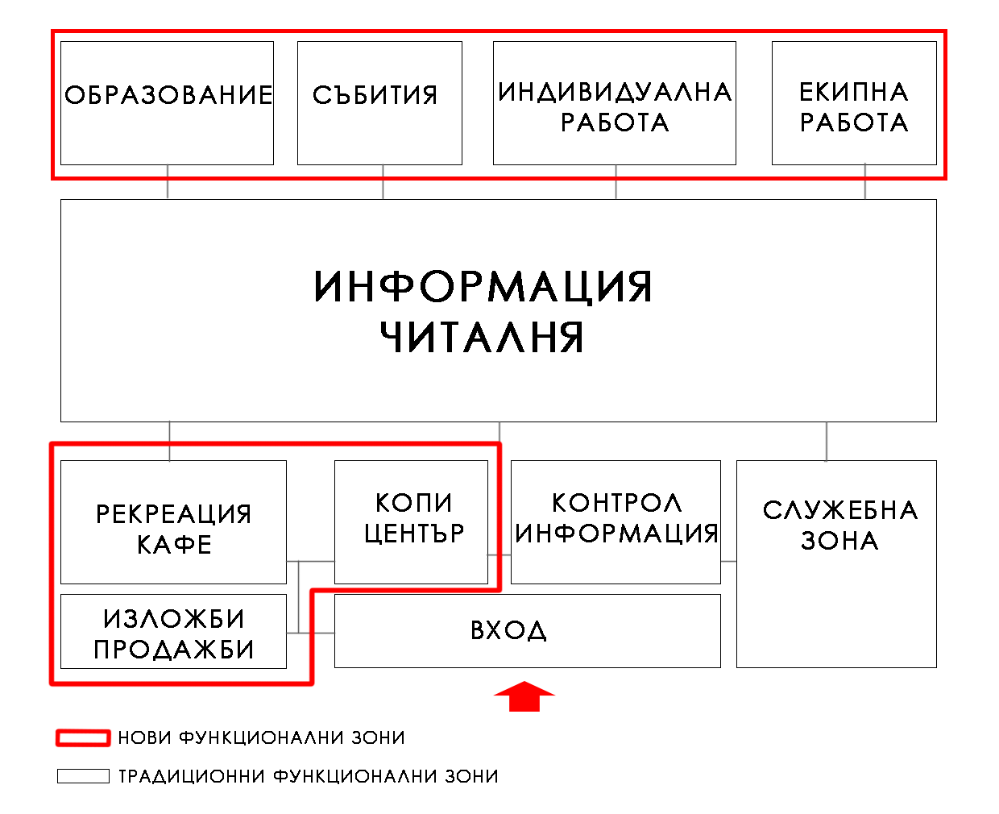 ОБРАЗОВАНИЕ
СЪБИТИЯ
ИНДИВИДУАЛНА
РАБОТА
ЕКИПНА
РАБОТА
ИНФОРМАЦИЯ
ЧИТАЛНЯ
РЕКРЕАЦИЯ
КАФЕ
КОПИ
ЦЕНТЪР
КОНТРОЛ
ИНФОРМАЦИЯ
СЛУЖЕБНА
ЗОНА
ИЗЛОЖБИ
ПРОДАЖБИ
ВХОД
НОВИ ФУНКЦИОНАЛНИ ЗОНИ
ТРАДИЦИОННИ ФУНКЦИОНАЛНИ ЗОНИ